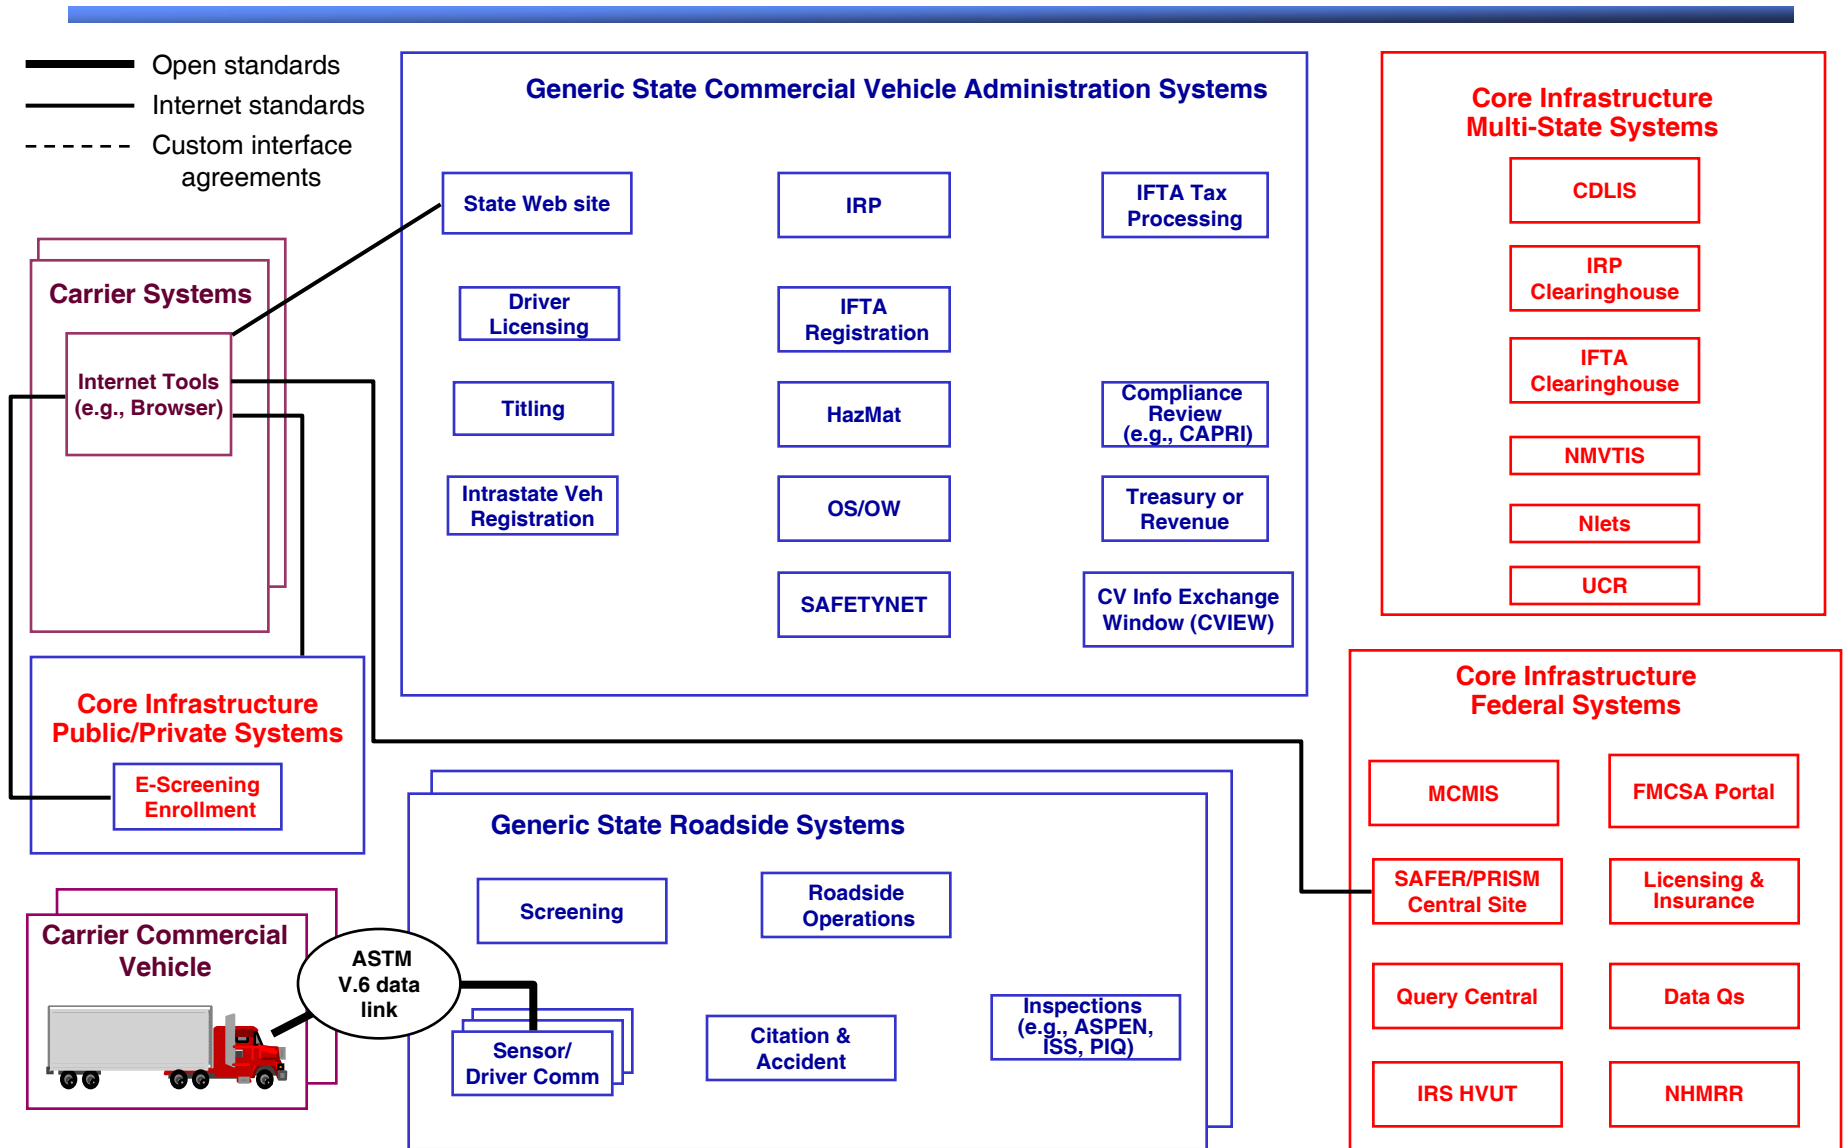 Open standards
Internet standards
Custom interface
agreements
Generic State Commercial Vehicle Administration Systems
State Web site
IRP
IFTA Tax
Processing
Driver
Licensing
IFTA
Registration
Titling
HazMat
Compliance
Review
(e.g., CAPRI)
Intrastate Veh
Registration
OS/OW
Treasury or
Revenue
SAFETYNET
CV Info Exchange
Window (CVIEW)
Core Infrastructure
Multi-State Systems
CDLIS
IRP
Clearinghouse
IFTA
Clearinghouse
NMVTIS
Nlets
UCR
Carrier Systems
Internet Tools
(e.g., Browser)
Core Infrastructure
Public/Private Systems
E-Screening
Enrollment
Carrier Commercial
Vehicle
ASTM
V.6 data
link
Generic State Roadside Systems
Screening
Roadside
Operations
Sensor/
Driver Comm
Citation &
Accident
Inspections
(e.g., ASPEN,
ISS, PIQ)
Core Infrastructure
Federal Systems
MCMIS
FMCSA Portal
SAFER/PRISM
Central Site
Licensing &
Insurance
Query Central
Data Qs
IRS HVUT
NHMRR